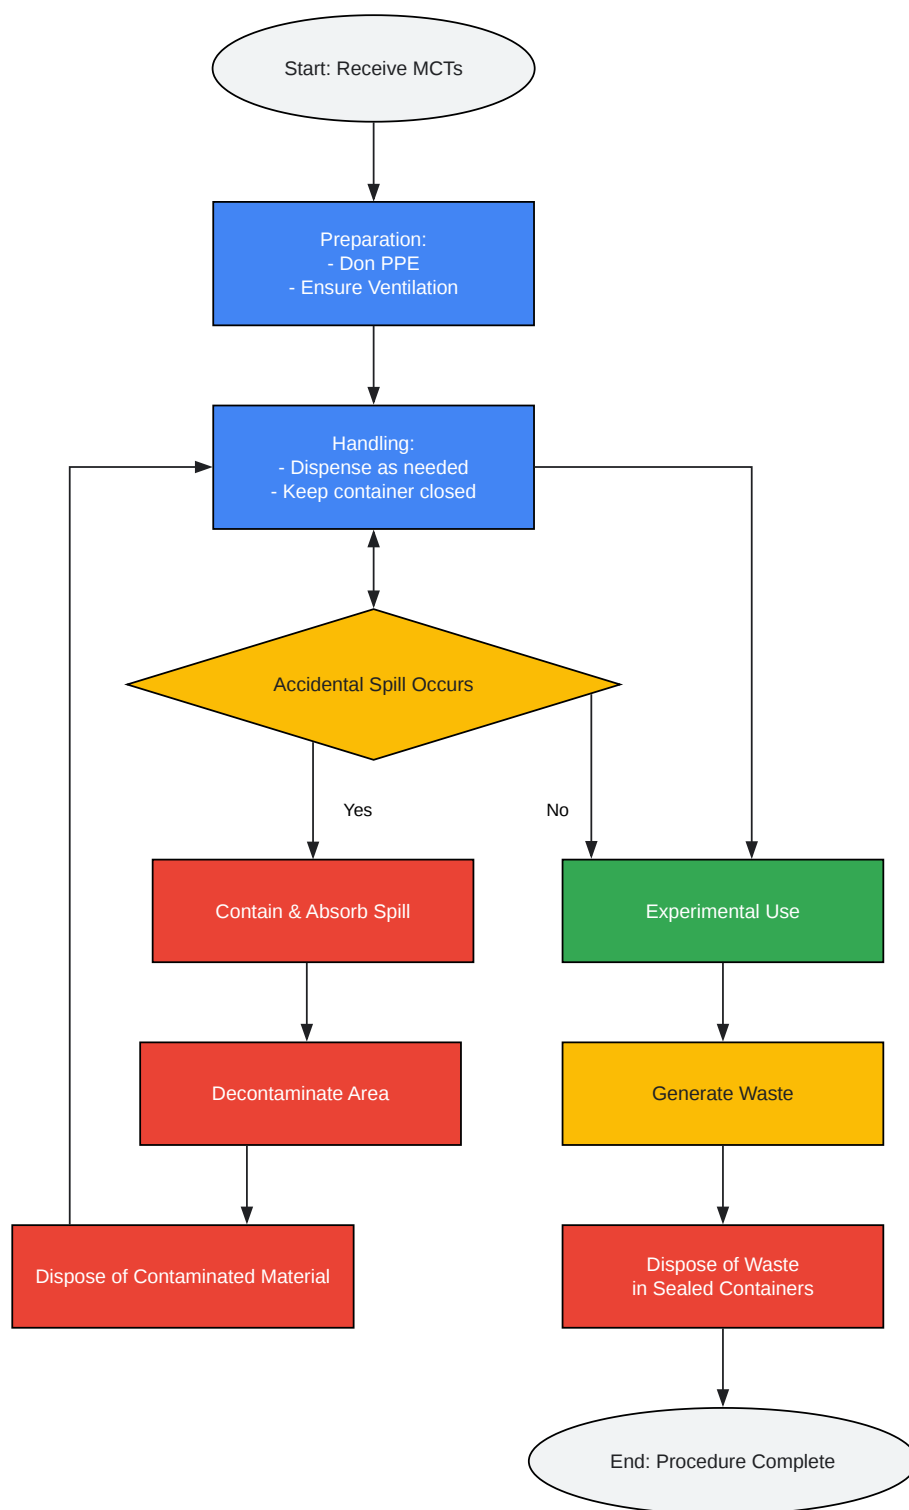 Start: Receive MCTs
Preparation:
- Don PPE
- Ensure Ventilation
Handling:
- Dispense as needed
- Keep container closed
Accidental Spill Occurs
Yes
No
Contain & Absorb Spill
Experimental Use
Decontaminate Area
Generate Waste
Dispose of Contaminated Material
Dispose of Waste
in Sealed Containers
End: Procedure Complete